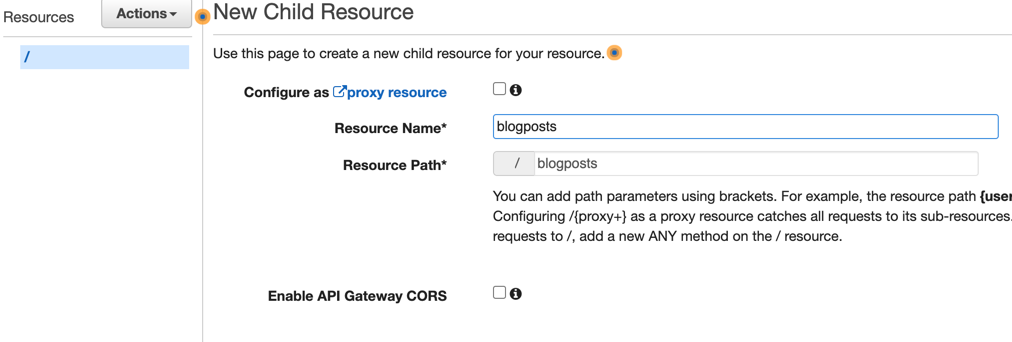 Resources
Actions
/
New Child Resource
Use this page to create a new child resource for your resource.
Configure as proxy resource
Resource Name*
blogposts
Resource Path*
/ blogposts
You can add path parameters using brackets. For example, the resource path {user
Configuring /{proxy+} as a proxy resource catches all requests to its sub-resources.
requests to /, add a new ANY method on the / resource.
Enable API Gateway CORS